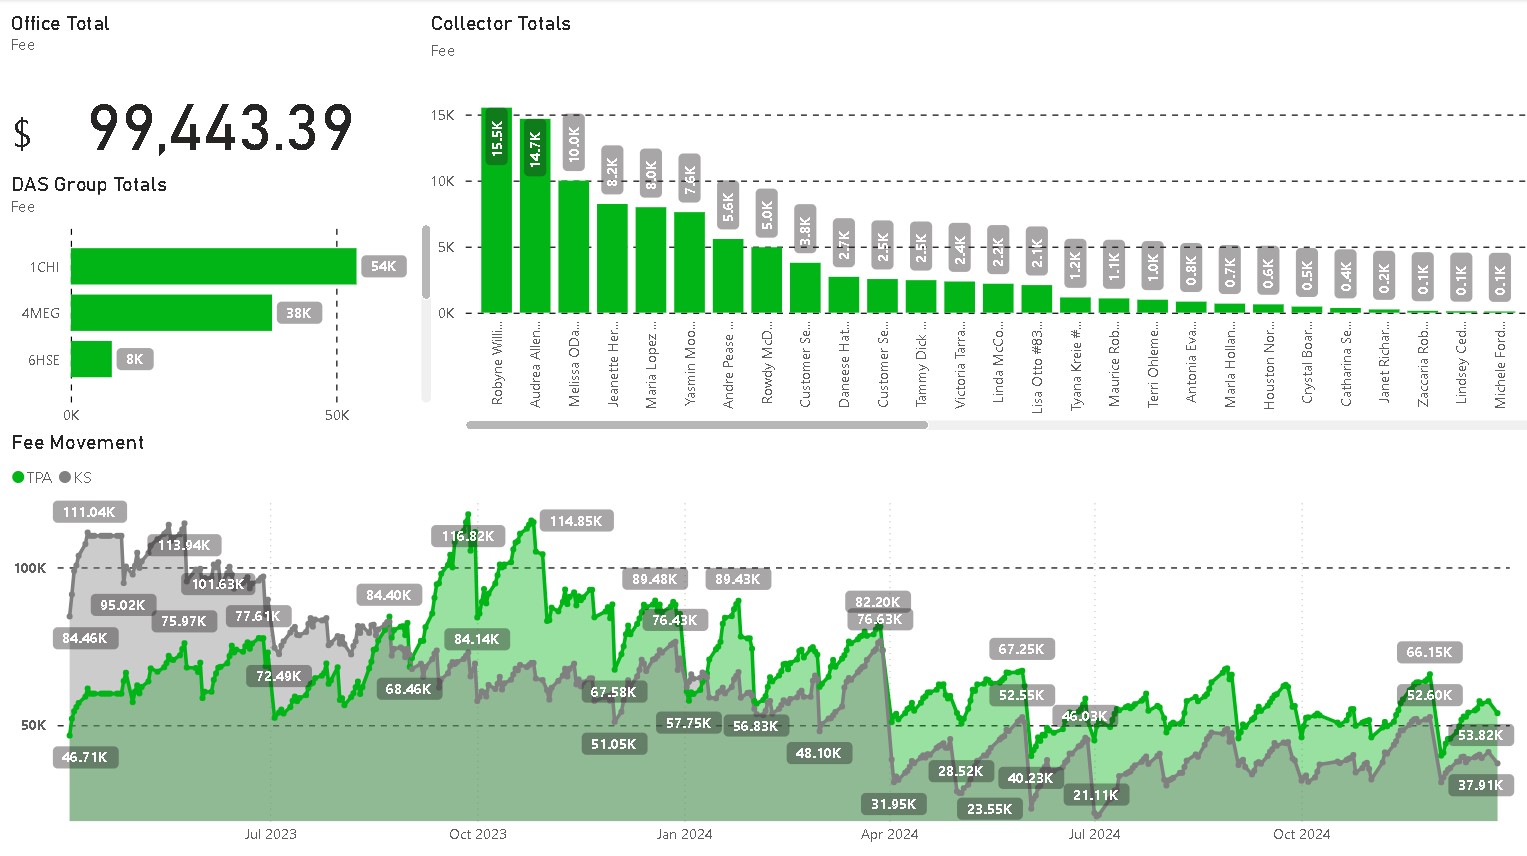 Office Total
Fee
$ 99,443.39
DAS Group Totals
Fee
1CHI
54K
4MEG
38K
6HSE
8K
0K
50K
Collector Totals
Fee
15K
10K
5K
0K
15.5K
14.7K
10.0K
8.2K
8.0K
7.6K
5.6K
5.0K
3.8K
2.7K
2.5K
2.5K
2.4K
2.2K
2.1K
1.2K
1.1K
1.0K
0.8K
0.7K
0.6K
0.5K
0.4K
0.2K
0.1K
0.1K
0.1K
Robyne Willi...
Audrea Allen...
Melissa ODa...
Jeanette Her...
Maria Lopez ...
Yasmin Moo...
Andre Pease ...
Rowdy McD...
Customer Se...
Daneese Hat...
Customer Se...
Tammy Dick ...
Victoria Tarra...
Linda McCo...
Lisa Otto #83...
Tyana Kreie #...
Maurice Rob...
Terri Ohleme...
Antonia Eva...
Marla Hollan...
Houston Nor...
Crystal Boar...
Catharina Se...
Janet Richar...
Zaccaria Rob...
Lindsey Ced...
Michele Ford...
Fee Movement
TPA KS
100K
50K
111.04K
84.46K
46.71K
95.02K
113.94K
75.97K
101.63K
77.61K
72.49K
84.40K
68.46K
116.82K
84.14K
114.85K
67.58K
51.05K
89.48K
76.43K
57.75K
89.43K
56.83K
48.10K
82.20K
76.63K
31.95K
28.52K
23.55K
67.25K
52.55K
40.23K
46.03K
21.11K
66.15K
52.60K
53.82K
37.91K
Jul 2023
Oct 2023
Jan 2024
Apr 2024
Jul 2024
Oct 2024